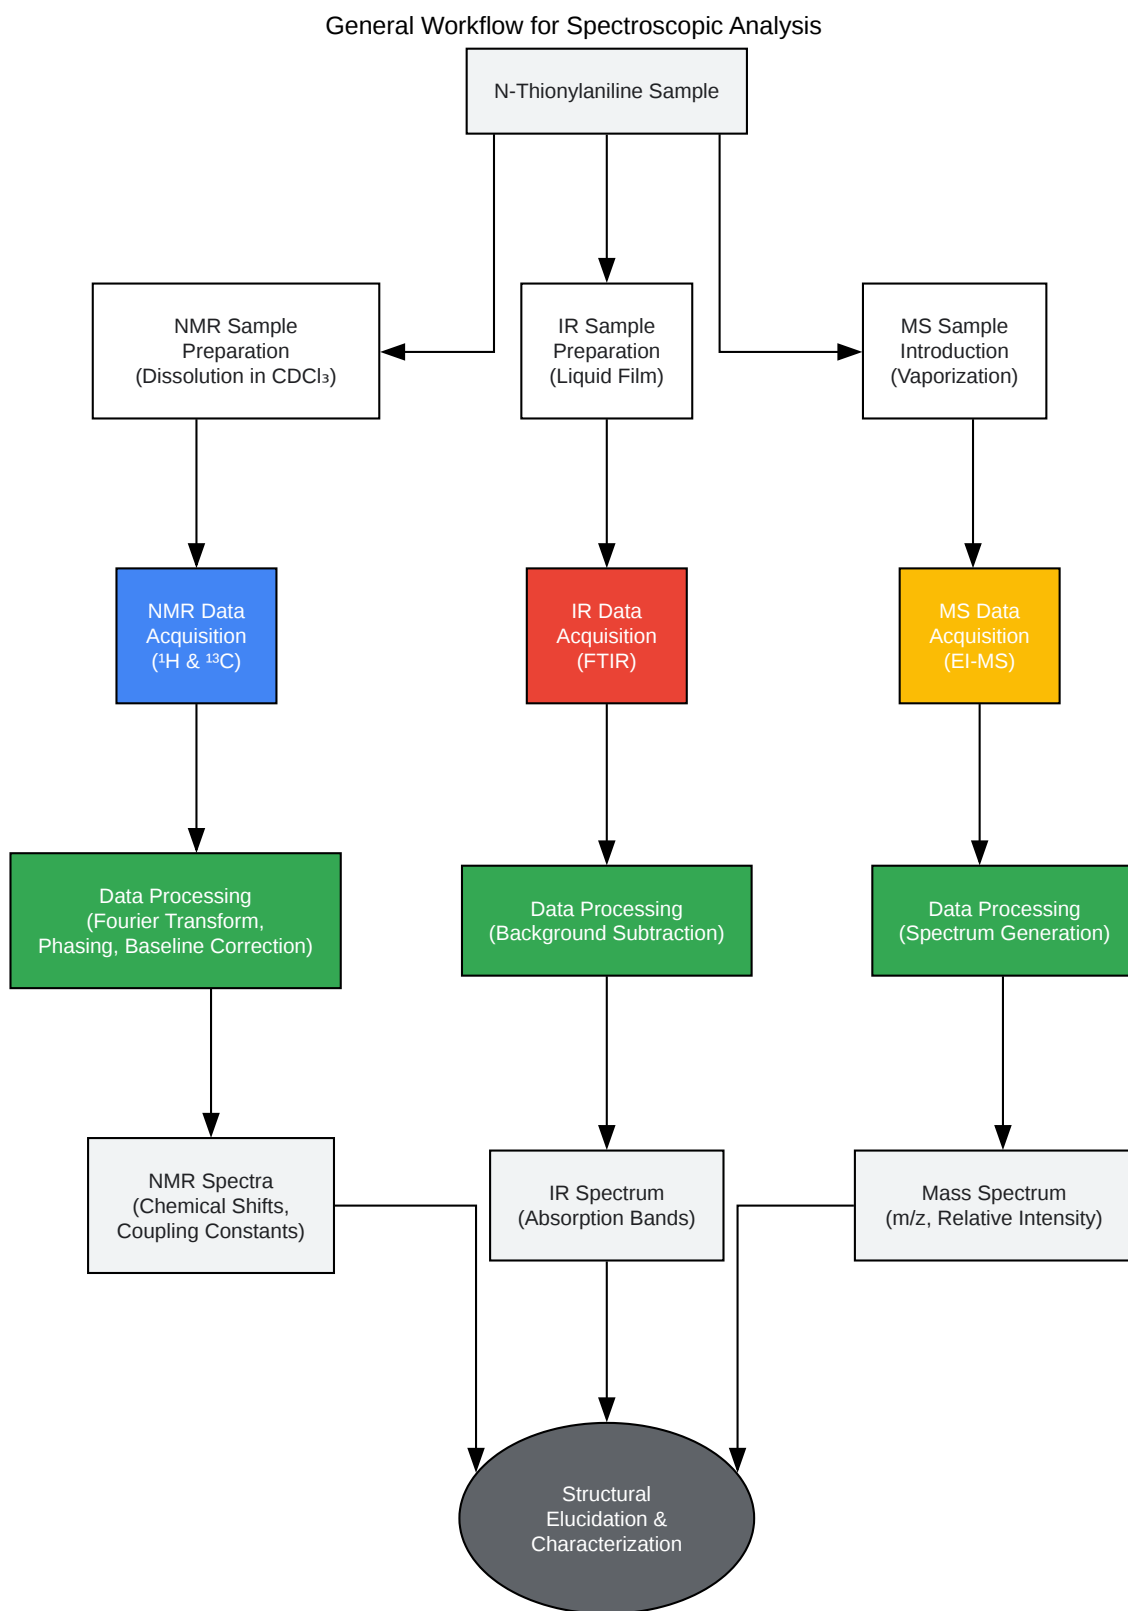 General Workflow for Spectroscopic Analysis
N-Thionylaniline Sample
NMR Sample
Preparation
(Dissolution in CDCl₃)
IR Sample
Preparation
(Liquid Film)
MS Sample
Introduction
(Vaporization)
NMR Data
Acquisition
(¹H & ¹³C)
IR Data
Acquisition
(FTIR)
MS Data
Acquisition
(EI-MS)
Data Processing
(Fourier Transform,
Phasing, Baseline Correction)
Data Processing
(Background Subtraction)
Data Processing
(Spectrum Generation)
NMR Spectra
(Chemical Shifts,
Coupling Constants)
IR Spectrum
(Absorption Bands)
Mass Spectrum
(m/z, Relative Intensity)
Structural
Elucidation &
Characterization